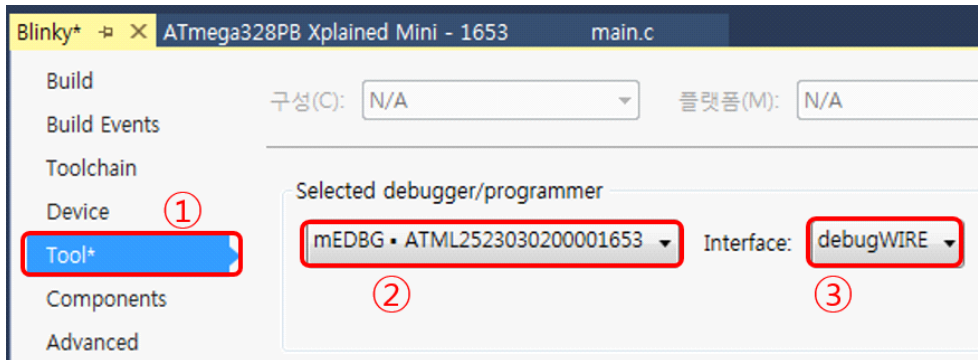 Blinky* ATmega328PB Xplained Mini - 1653 main.c
Build
구성(C): N/A 플랫폼(M): N/A
Build Events
Toolchain
Selected debugger/programmer
Device ①
mEDBG • ATML2523030200001653 Interface: debugWIRE
Tool*
② ③
Components
Advanced